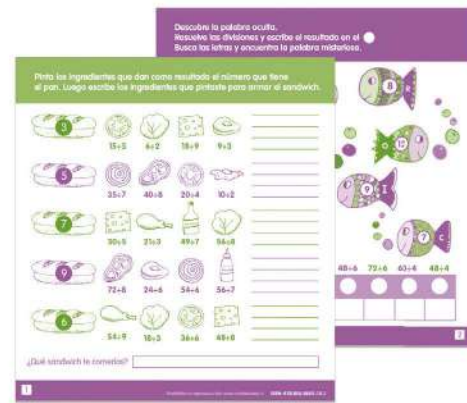 Descubre la palabra oculta.
Resuelve las divisiones y escribe el resultado en el
Busca las letras y encuentra la palabra misteriosa.
8 R
12 O
9 I
7 C
48÷6 72÷6 48÷4
2
Pinta los ingredientes que dan como resultado el número que tiene
el pan. Luego escribe los ingredientes que pintaste para armar el sándwich.
3
15÷5 6÷2 18÷9 9÷3
5
35÷7 40÷8 20÷4 10÷2
7
30÷5 21÷3 49÷7 56÷8
9
72÷8 24÷6 54÷6 56÷7
6
54÷9 18÷3 36÷6 48÷8
¿Qué sándwich te comerías?
1